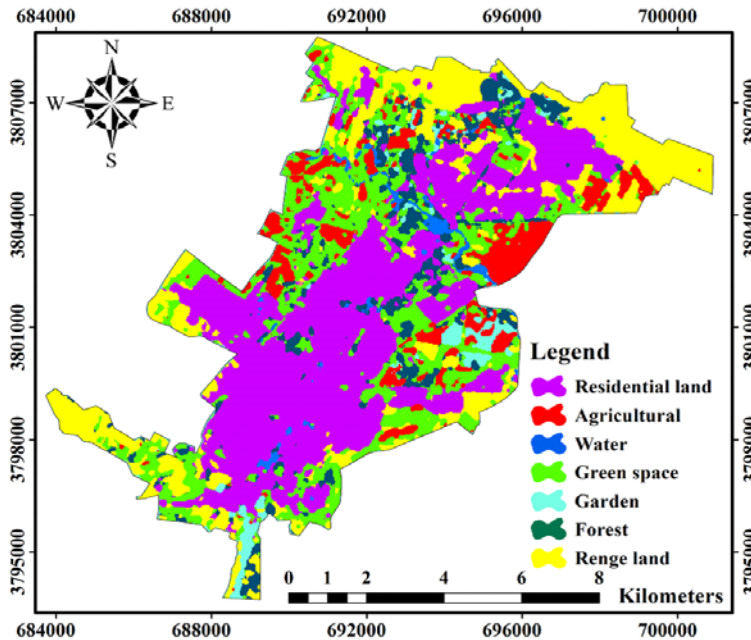 684000 688000 692000 696000 700000
N
W E
S
3807000 3807000
3804000 3804000
3801000 3801000
3798000 3798000
3795000 3795000
Legend
Residential land
Agricultural
Water
Green space
Garden
Forest
Renge land
0 1 2 4 6 8
Kilometers
684000 688000 692000 696000 700000